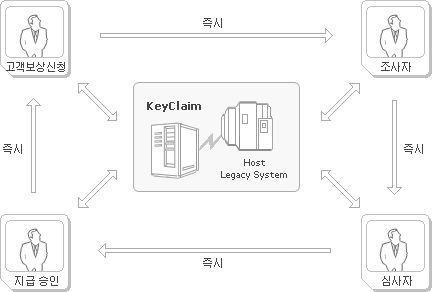 즉시
고객보상신청
조사자
KeyClaim
Host
Legacy System
즉시
즉시
지급 승인
즉시
심사자